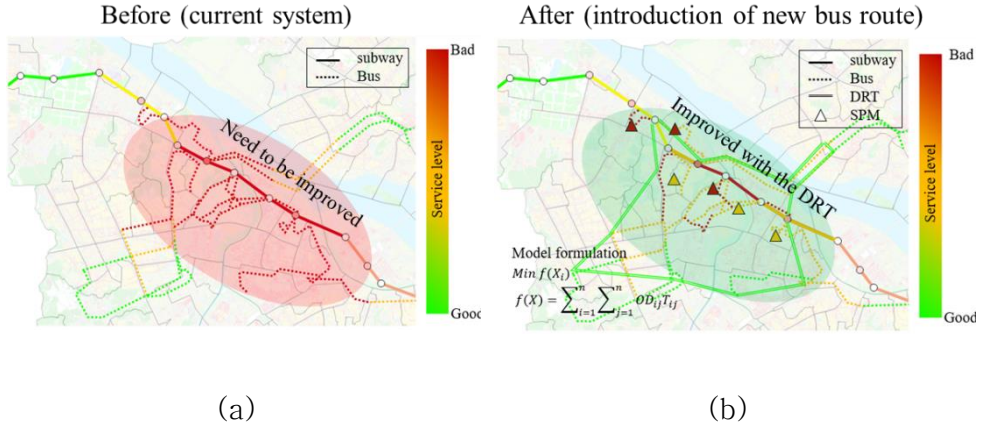 Before (current system)
After (introduction of new bus route)
subway
Bus
Need to be improved
Bad
Service level
Good
(a)
subway
Bus
DRT
SPM
Improved with the DRT
Model formulation
Min f(X_i)
f(X) = ∑_{i=1}^{n} ∑_{j=1}^{n} OD_{ij}T_{ij}
Bad
Service level
Good
(b)